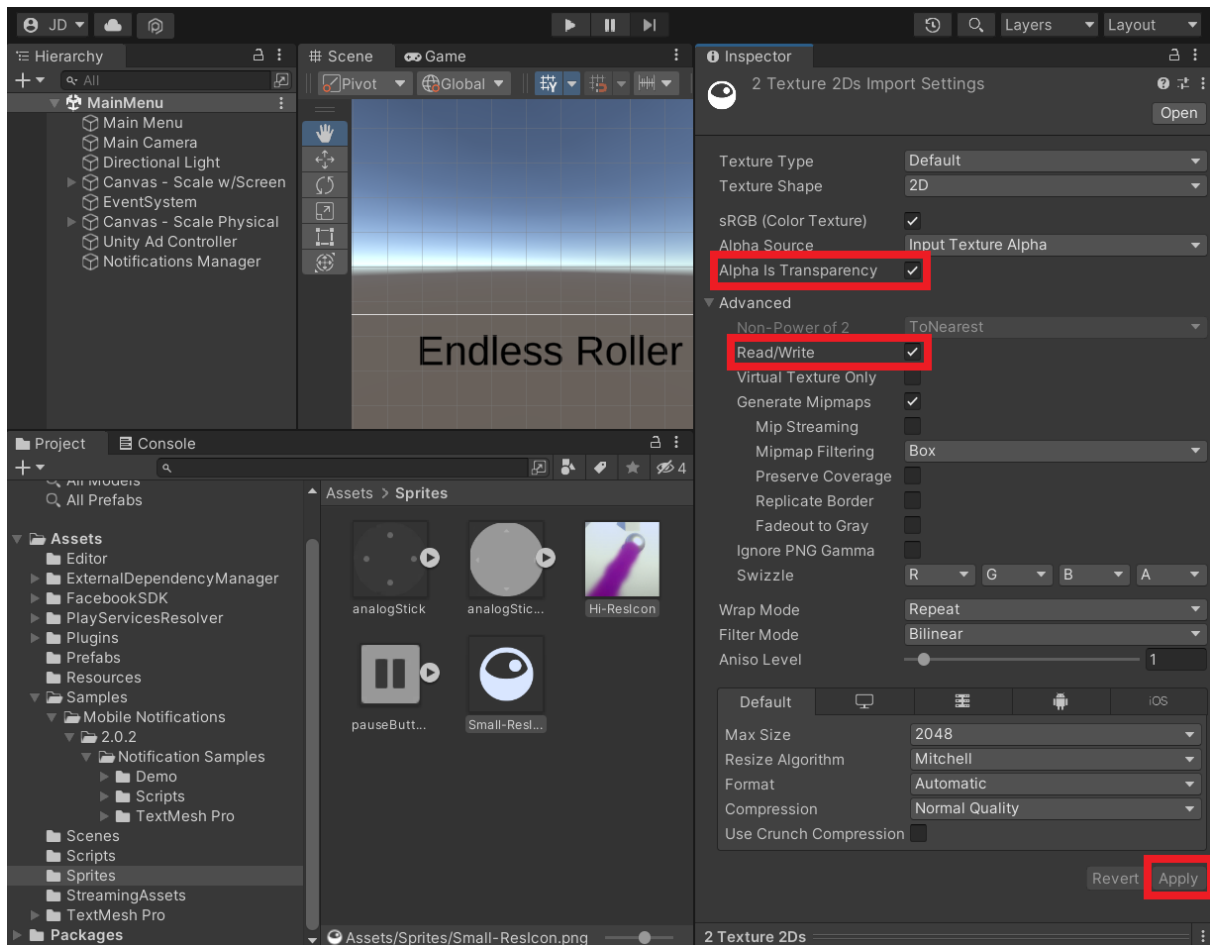 JD
Layers
Layout
Hierarchy
All
MainMenu
Main Menu
Main Camera
Directional Light
Canvas - Scale w/Screen
EventSystem
Canvas - Scale Physical
Unity Ad Controller
Notifications Manager
Scene
Game
Pivot
Global
Endless Roller
Inspector
2 Texture 2Ds Import Settings
Open
Texture Type Default
Texture Shape 2D
sRGB (Color Texture)
Alpha Source Input Texture Alpha
Alpha Is Transparency
Advanced
Non-Power of 2 ToNearest
Read/Write
Virtual Texture Only
Generate Mipmaps
Mip Streaming
Mipmap Filtering Box
Preserve Coverage
Replicate Border
Fadeout to Gray
Ignore PNG Gamma
Swizzle R G B A
Wrap Mode Repeat
Filter Mode Bilinear
Aniso Level 1
Default iOS
Max Size 2048
Resize Algorithm Mitchell
Format Automatic
Compression Normal Quality
Use Crunch Compression
Revert Apply
2 Texture 2Ds
Project
Console
4
All Models
All Prefabs
Assets
Editor
ExternalDependencyManager
FacebookSDK
PlayServicesResolver
Plugins
Prefabs
Resources
Samples
Mobile Notifications
2.0.2
Notification Samples
Demo
Scripts
TextMesh Pro
Scenes
Scripts
Sprites
StreamingAssets
TextMesh Pro
Packages
Assets > Sprites
analogStick
analogStic...
Hi-ResIcon
pauseButt...
Small-ResI...
Assets/Sprites/Small-ResIcon.png